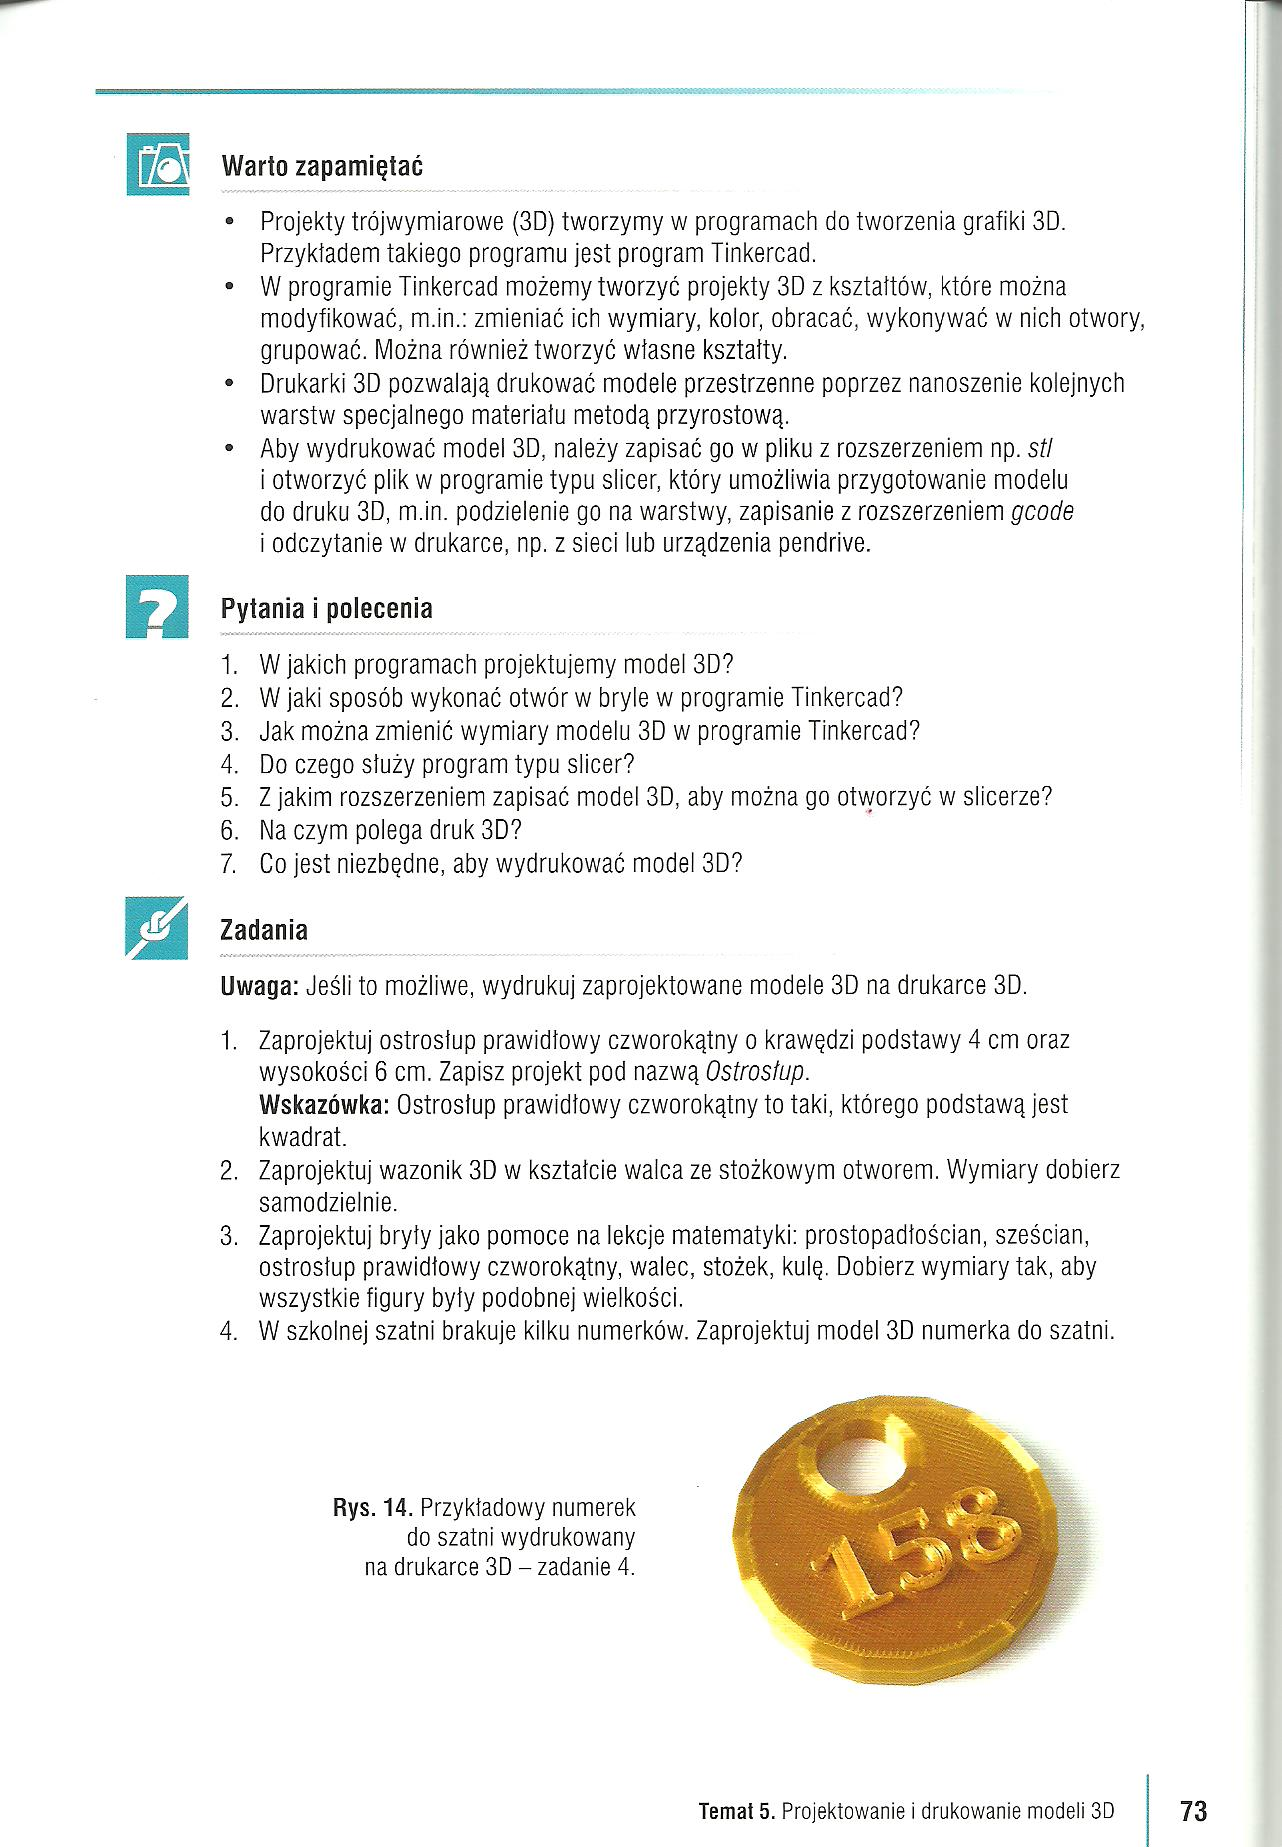 Warto zapamiętać
• Projekty trójwymiarowe (3D) tworzymy w programach do tworzenia grafiki 3D.
Przykładem takiego programu jest program Tinkercad.
• W programie Tinkercad możemy tworzyć projekty 3D z kształtów, które można
modyfikować, m.in.: zmieniać ich wymiary, kolor, obracać, wykonywać w nich otwory,
grupować. Można również tworzyć własne kształty.
• Drukarki 3D pozwalają drukować modele przestrzenne poprzez nanoszenie kolejnych
warstw specjalnego materiału metodą przyrostową.
• Aby wydrukować model 3D, należy zapisać go w pliku z rozszerzeniem np. stl
i otworzyć plik w programie typu slicer, który umożliwia przygotowanie modelu
do druku 3D, m.in. podzielenie go na warstwy, zapisanie z rozszerzeniem gcode
i odczytanie w drukarce, np. z sieci lub urządzenia pendrive.
?
Pytania i polecenia
1. W jakich programach projektujemy model 3D?
2. W jaki sposób wykonać otwór w bryle w programie Tinkercad?
3. Jak można zmienić wymiary modelu 3D w programie Tinkercad?
4. Do czego służy program typu slicer?
5. Z jakim rozszerzeniem zapisać model 3D, aby można go otworzyć w slicerze?
6. Na czym polega druk 3D?
7. Co jest niezbędne, aby wydrukować model 3D?
Zadania
Uwaga: Jeśli to możliwe, wydrukuj zaprojektowane modele 3D na drukarce 3D.
1. Zaprojektuj ostrosłup prawidłowy czworokątny o krawędzi podstawy 4 cm oraz
wysokości 6 cm. Zapisz projekt pod nazwą Ostrosłup.
Wskazówka: Ostrosłup prawidłowy czworokątny to taki, którego podstawą jest
kwadrat.
2. Zaprojektuj wazonik 3D w kształcie walca ze stożkowym otworem. Wymiary dobierz
samodzielnie.
3. Zaprojektuj bryły jako pomoce na lekcje matematyki: prostopadłościan, sześcian,
ostrosłup prawidłowy czworokątny, walec, stożek, kulę. Dobierz wymiary tak, aby
wszystkie figury były podobnej wielkości.
4. W szkolnej szatni brakuje kilku numerków. Zaprojektuj model 3D numerka do szatni.
Rys. 14. Przykładowy numerek
do szatni wydrukowany
na drukarce 3D – zadanie 4.
158
Temat 5. Projektowanie i drukowanie modeli 3D
73